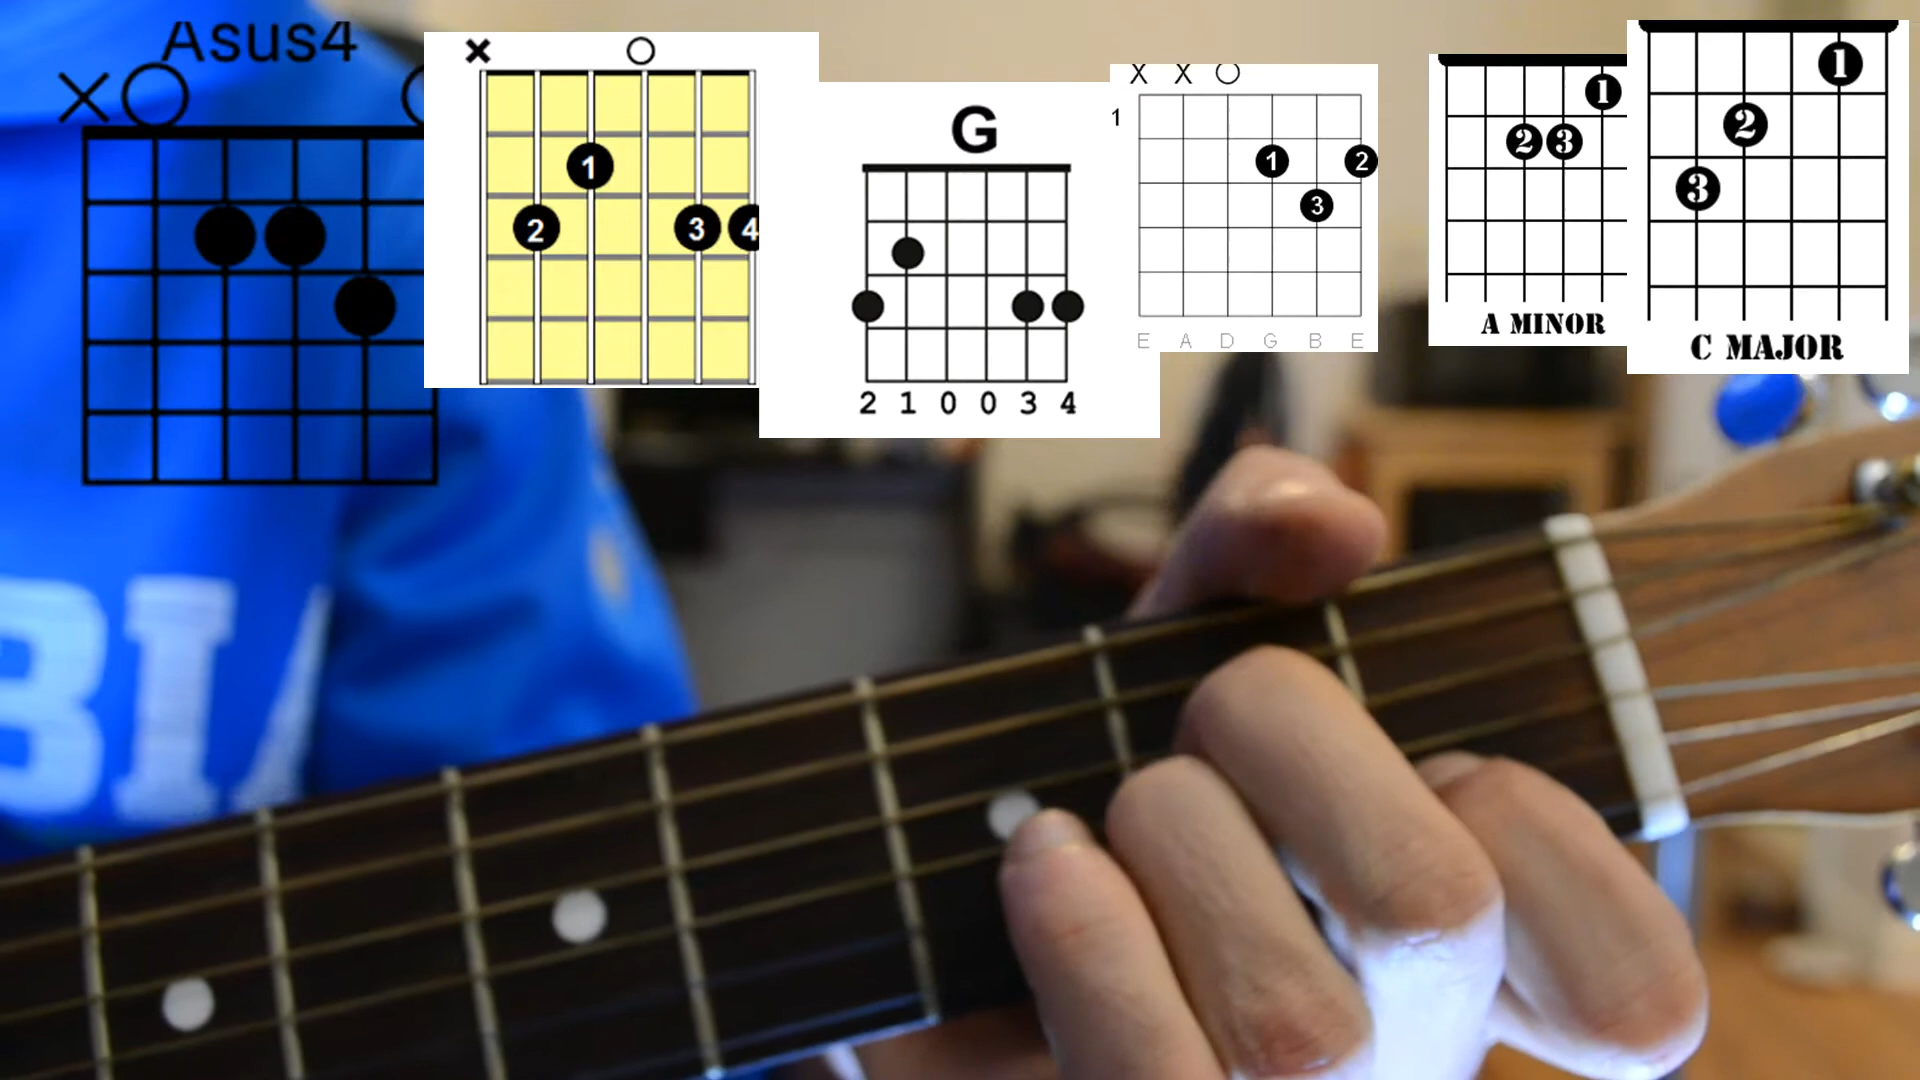 Asus4
X O O
X O
1
2 3 4
G
2 1 0 0 3 4
X X O
1
1 2
3
E A D G B E
1
2 3
A MINOR
1
2
3
C MAJOR
BIA